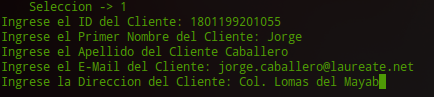 Seleccion -> 1
Ingrese el ID del Cliente: 1801199201055
Ingrese el Primer Nombre del Cliente: Jorge
Ingrese el Apellido del Cliente Caballero
Ingrese el E-Mail del Cliente: jorge.caballero@laureate.net
Ingrese la Direccion del Cliente: Col. Lomas del Mayab